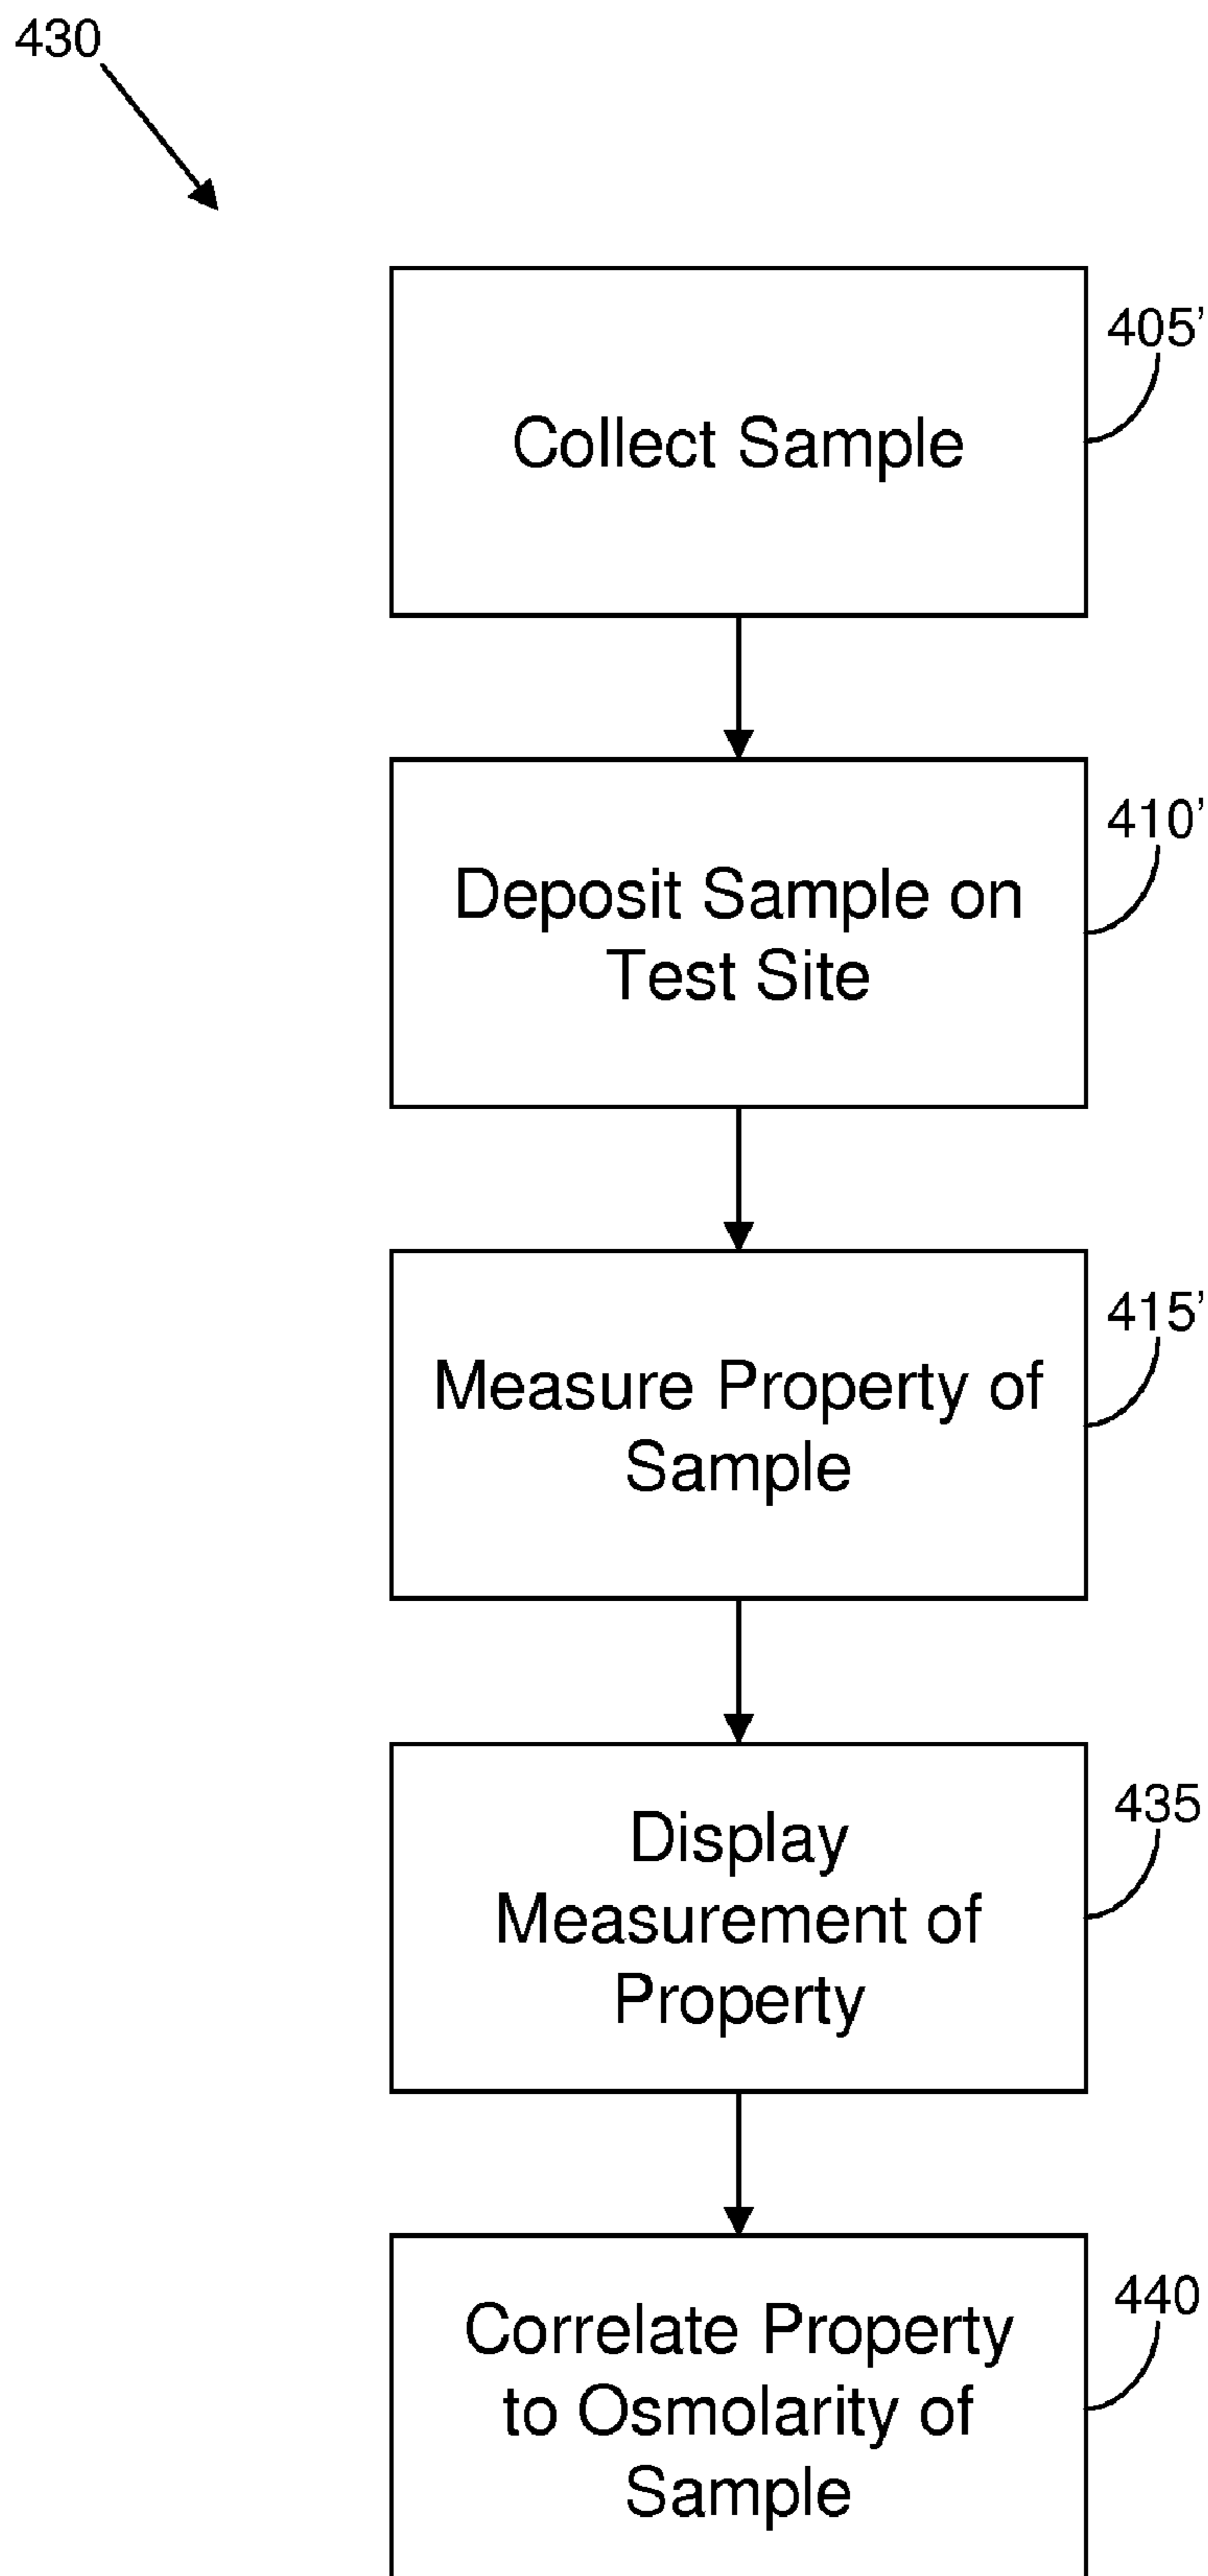 430
405’
Collect Sample
410’
Deposit Sample on
Test Site
415’
Measure Property of
Sample
435
Display
Measurement of
Property
440
Correlate Property
to Osmolarity of
Sample